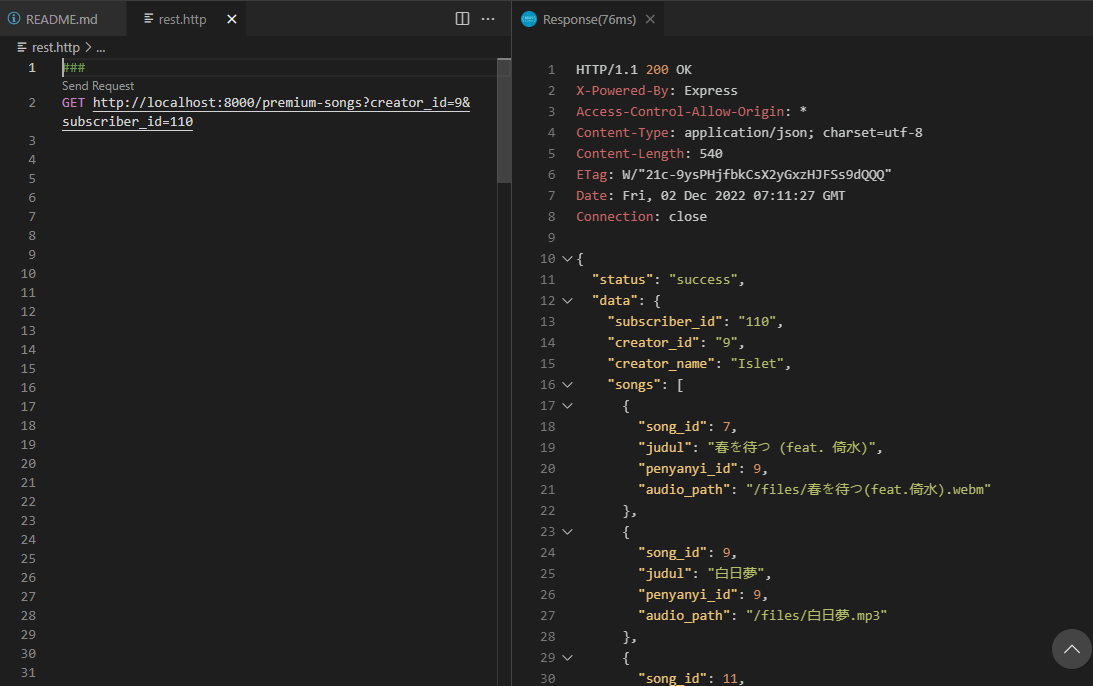 README.md
rest.http
rest.http > ...
1 ###
Send Request
2 GET http://localhost:8000/premium-songs?creator_id=9&
subscriber_id=110
3
4
5
6
7
8
9
10
11
12
13
14
15
16
17
18
19
20
21
22
23
24
25
26
27
28
29
30
31
Response(76ms)
1 HTTP/1.1 200 OK
2 X-Powered-By: Express
3 Access-Control-Allow-Origin: *
4 Content-Type: application/json; charset=utf-8
5 Content-Length: 540
6 ETag: W/"21c-9ysPHjfbkCsX2yGxzHJFSs9dQQQ"
7 Date: Fri, 02 Dec 2022 07:11:27 GMT
8 Connection: close
9
10 {
11 "status": "success",
12 "data": {
13 "subscriber_id": "110",
14 "creator_id": "9",
15 "creator_name": "Islet",
16 "songs": [
17 {
18 "song_id": 7,
19 "judul": "春を待つ (feat. 倚水)",
20 "penyanyi_id": 9,
21 "audio_path": "/files/春を待つ(feat.倚水).webm"
22 },
23 {
24 "song_id": 9,
25 "judul": "白日夢",
26 "penyanyi_id": 9,
27 "audio_path": "/files/白日夢.mp3"
28 },
29 {
30 "song_id": 11,